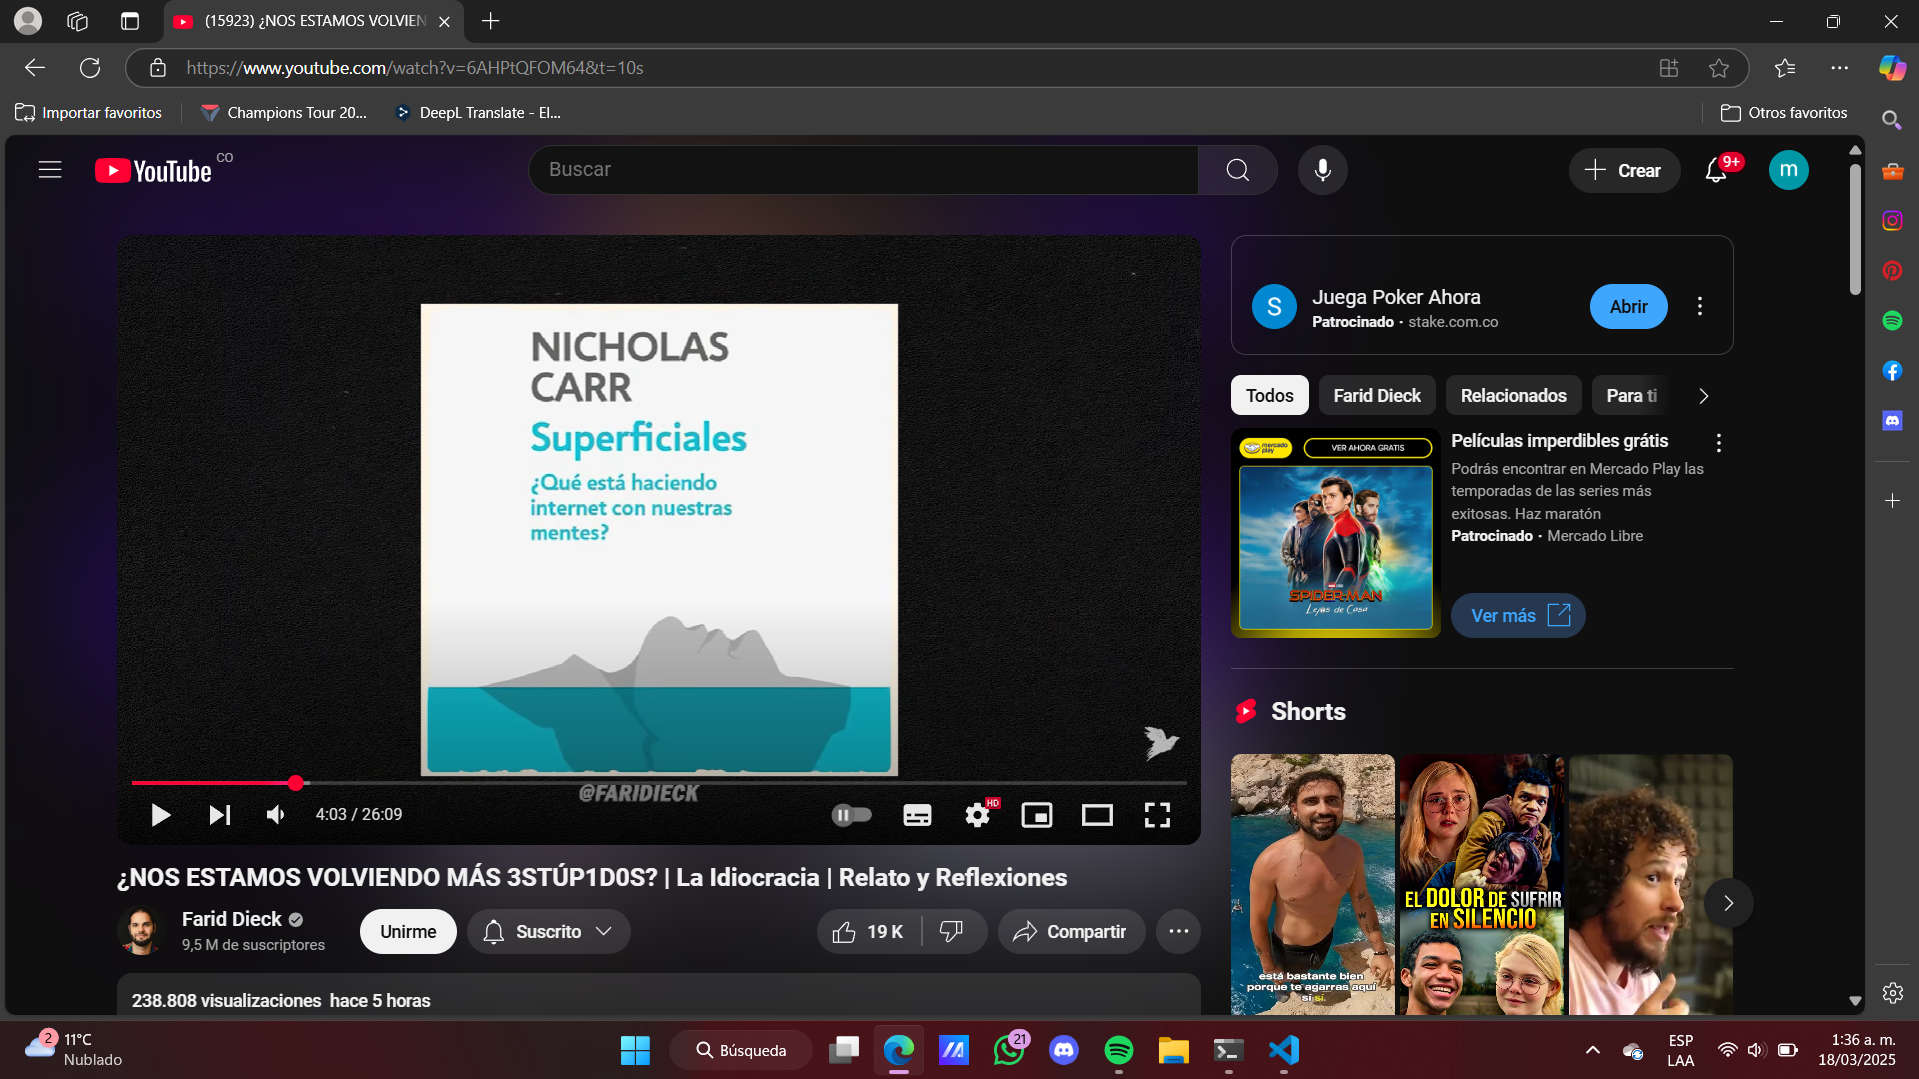 (15923) ¿NOS ESTAMOS VOLVIEN
https://www.youtube.com/watch?v=6AHPtQFOM64&t=10s
Importar favoritos
Champions Tour 20...
DeepL Translate - El...
Otros favoritos
YouTube CO
Buscar
Crear
9+
m
NICHOLAS
CARR
Superficiales
¿Qué está haciendo
internet con nuestras
mentes?
@FARIDIECK
4:03 / 26:09
HD
¿NOS ESTAMOS VOLVIENDO MÁS 3STÚP1D0S? | La Idiocracia | Relato y Reflexiones
Farid Dieck
9,5 M de suscriptores
Unirme
Suscrito
19 K
Compartir
238.808 visualizaciones hace 5 horas
S
Juega Poker Ahora
Patrocinado · stake.com.co
Abrir
Todos
Farid Dieck
Relacionados
Para ti
mercado play
VER AHORA GRATIS
SPIDER-MAN
Lejos de Casa
Películas imperdibles grátis
Podrás encontrar en Mercado Play las
temporadas de las series más
exitosas. Haz maratón
Patrocinado · Mercado Libre
Ver más
Shorts
está bastante bien
porque te agarras aquí
si sí.
EL DOLOR DE SUFRIR
EN SILENCIO
2
11°C
Nublado
Búsqueda
21
ESP
LAA
1:36 a. m.
18/03/2025